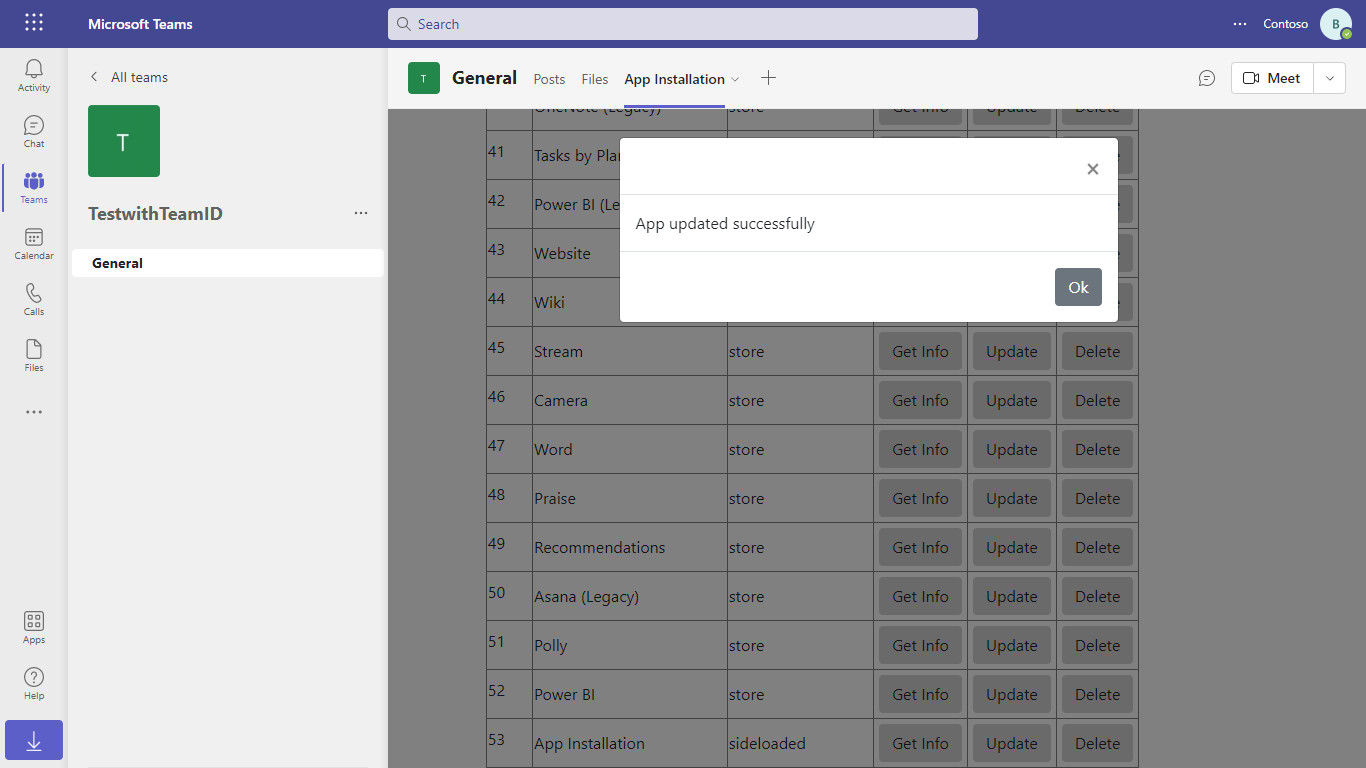 Microsoft Teams
Search
Contoso
B
Activity
Chat
Teams
Calendar
Calls
Files
Apps
Help
All teams
T
TestwithTeamID
General
T
General Posts Files App Installation
Meet
OneNote (Legacy) store Get Info Update Delete
41 Tasks by
42 Power BI
43 Website
44 Wiki
App updated successfully
Ok
45 Stream store Get Info Update Delete
46 Camera store Get Info Update Delete
47 Word store Get Info Update Delete
48 Praise store Get Info Update Delete
49 Recommendations store Get Info Update Delete
50 Asana (Legacy) store Get Info Update Delete
51 Polly store Get Info Update Delete
52 Power BI store Get Info Update Delete
53 App Installation sideloaded Get Info Update Delete